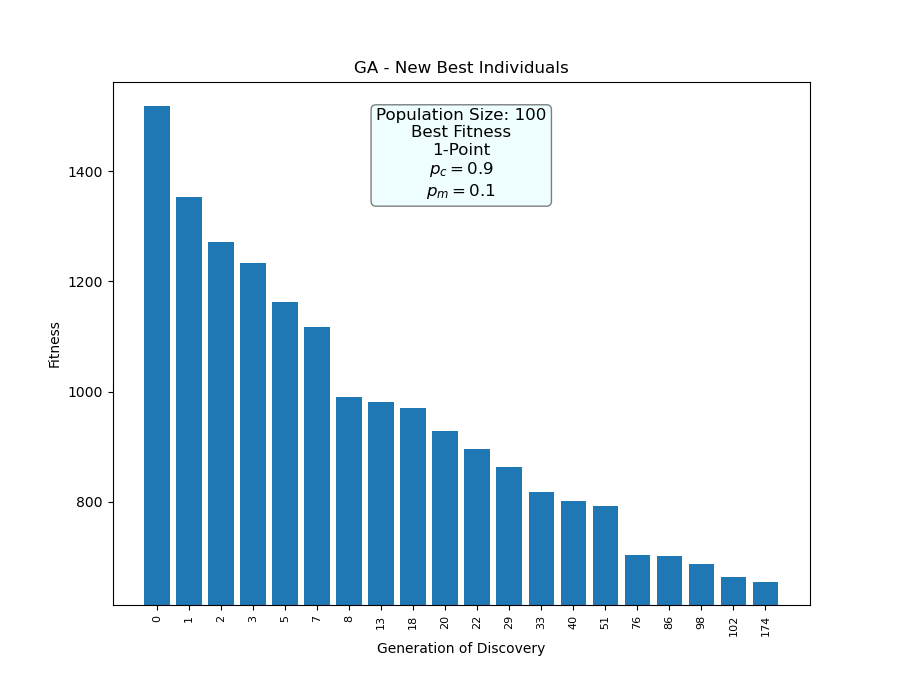 GA - New Best Individuals
Population Size: 100
Best Fitness
1-Point
p_c = 0.9
p_m = 0.1
1400
1200
1000
800
Fitness
0 1 2 3 5 7 8 13 18 20 22 29 33 40 51 76 86 98 102 174
Generation of Discovery